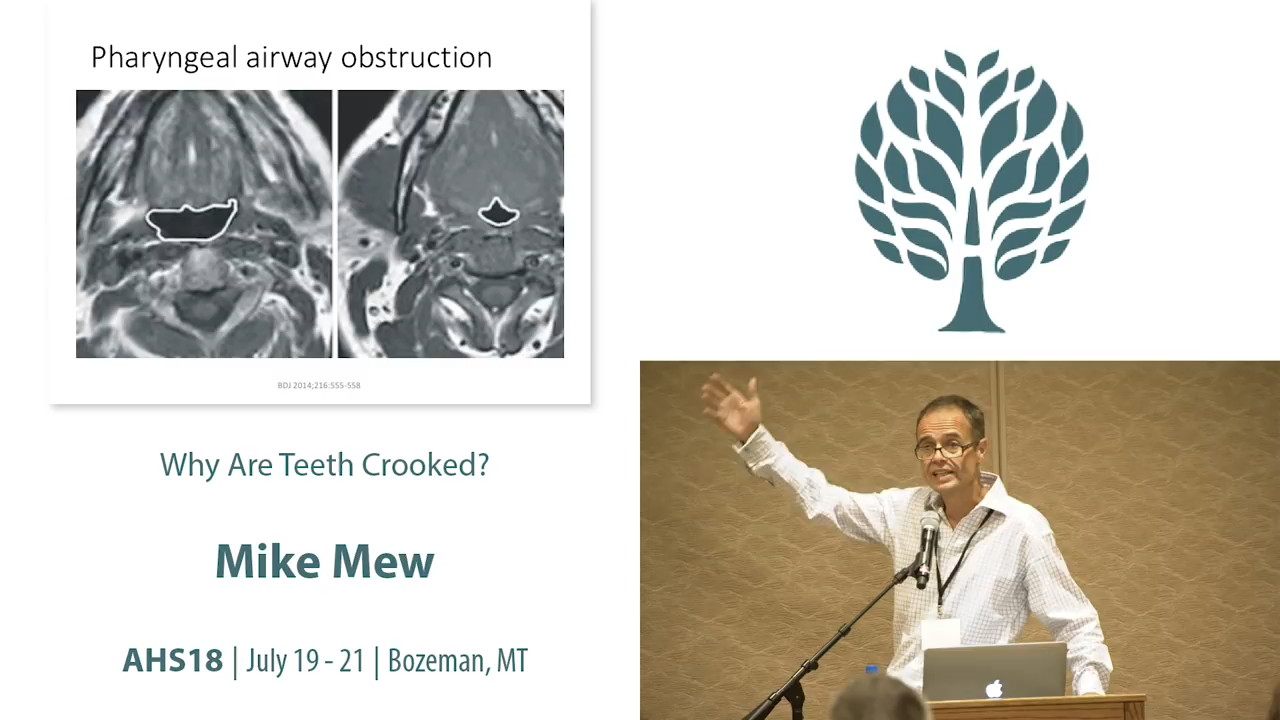 Pharyngeal airway obstruction
BDJ 2014;216:555-558
Why Are Teeth Crooked?
Mike Mew
AHS18 | July 19 - 21 | Bozeman, MT